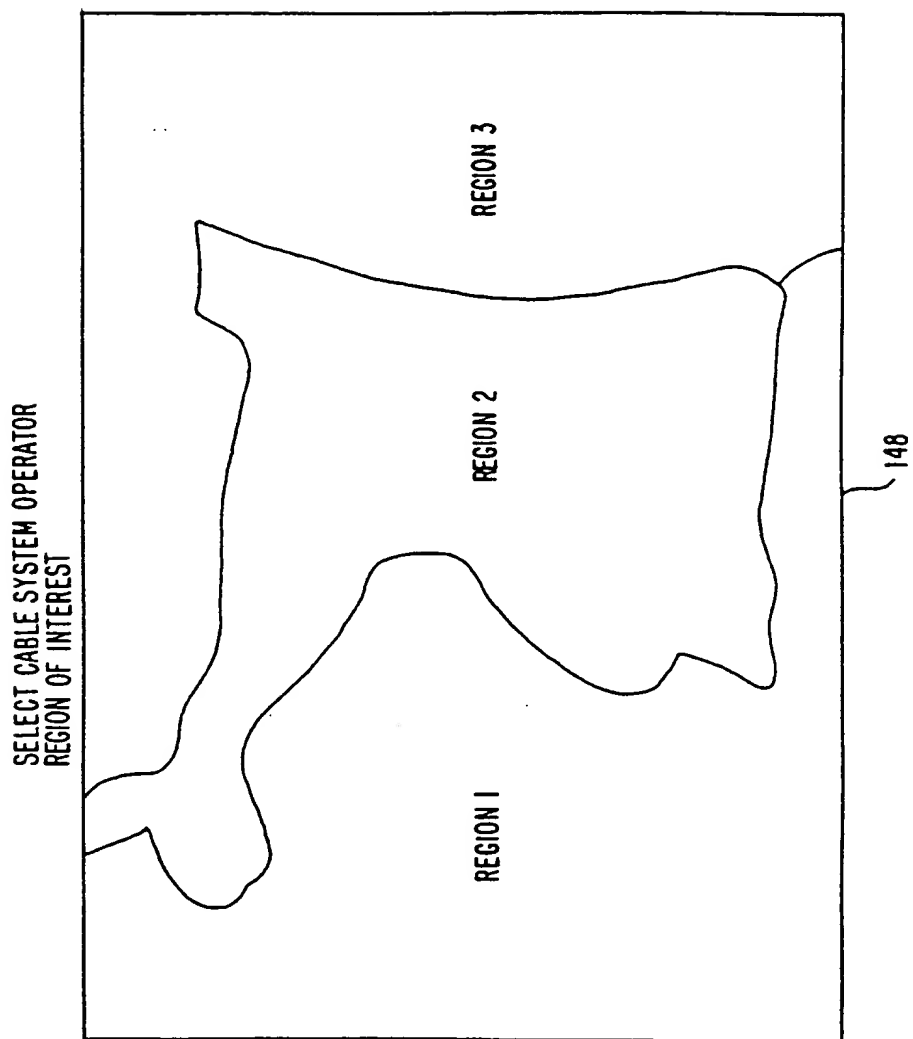 SELECT CABLE SYSTEM OPERATOR
REGION OF INTEREST
REGION 1
REGION 2
REGION 3
148